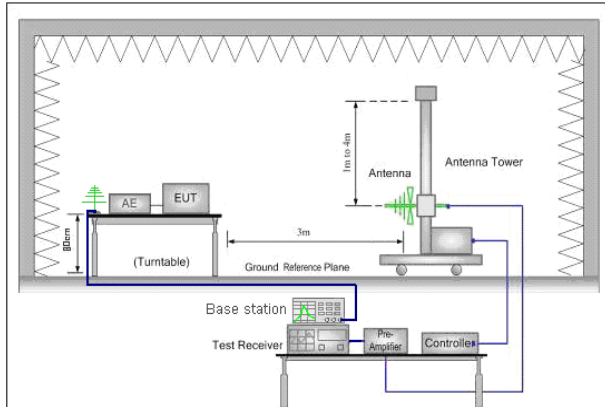 1m to 4m
Antenna
Antenna Tower
AE
EUT
80cm
3m
(Turntable)
Ground Reference Plane
Base station
Test Receiver
Pre-
Amplifier
Controller